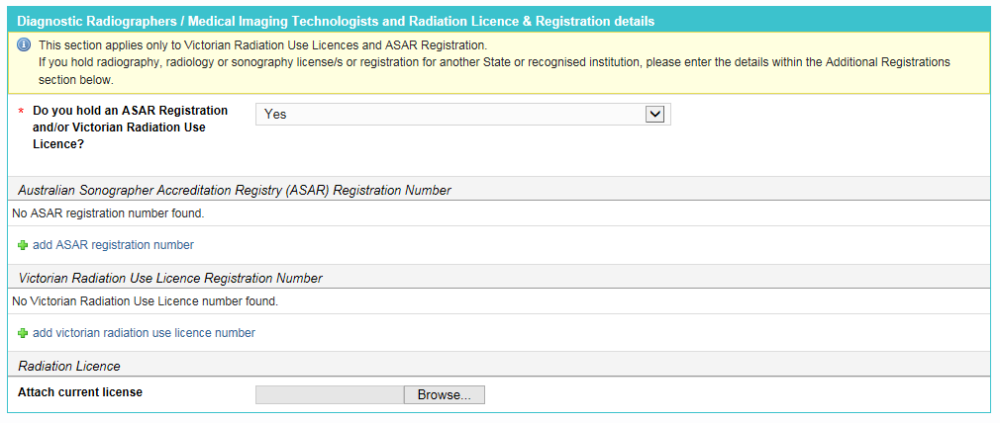 Diagnostic Radiographers / Medical Imaging Technologists and Radiation Licence & Registration details
This section applies only to Victorian Radiation Use Licences and ASAR Registration.
If you hold radiography, radiology or sonography license/s or registration for another State or recognised institution, please enter the details within the Additional Registrations
section below.
* Do you hold an ASAR Registration
and/or Victorian Radiation Use
Licence?
Yes
Australian Sonographer Accreditation Registry (ASAR) Registration Number
No ASAR registration number found.
add ASAR registration number
Victorian Radiation Use Licence Registration Number
No Victorian Radiation Use Licence number found.
add victorian radiation use licence number
Radiation Licence
Attach current license
Browse...